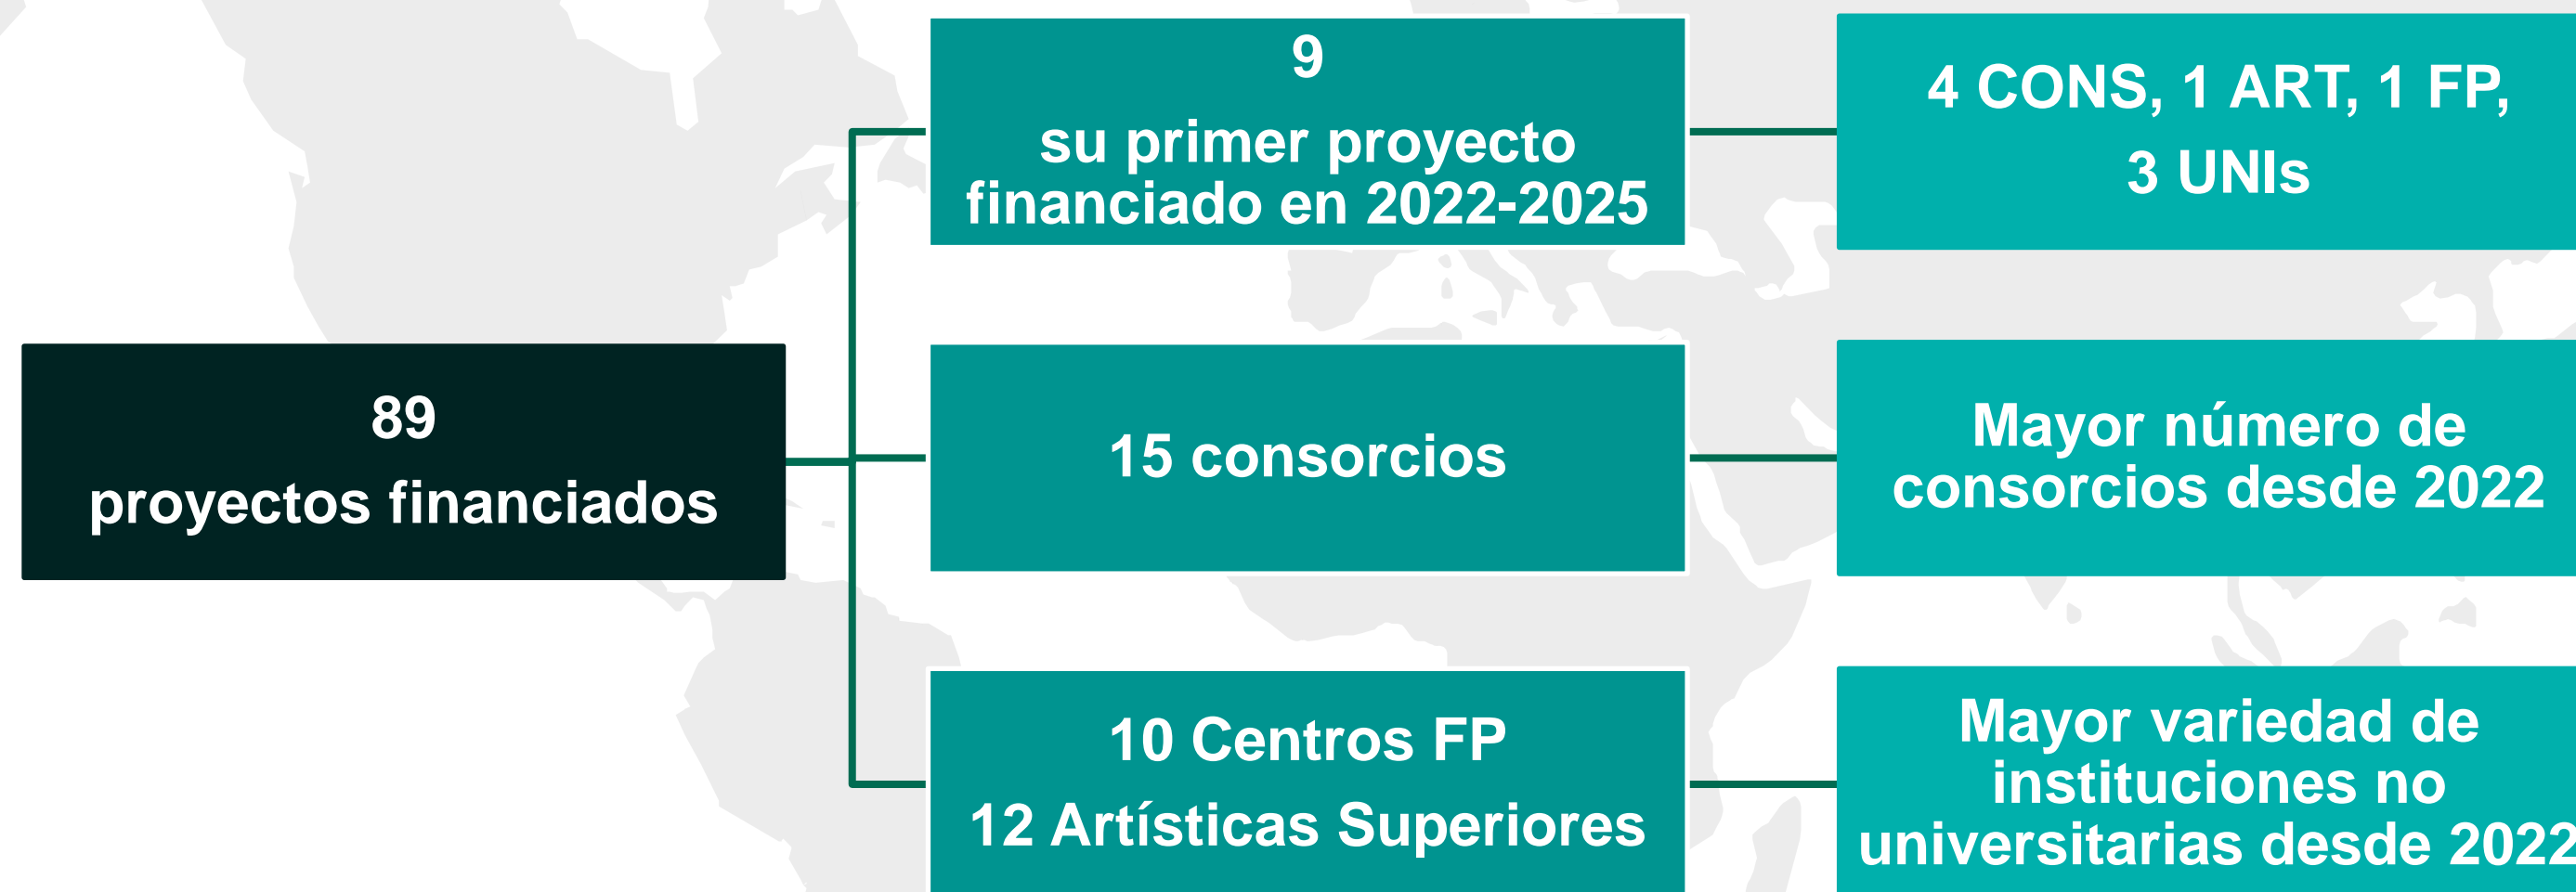 89
proyectos financiados
9
su primer proyecto
financiado en 2022-2025
4 CONS, 1 ART, 1 FP,
3 UNIs
15 consorcios
Mayor número de
consorcios desde 2022
10 Centros FP
12 Artísticas Superiores
Mayor variedad de
instituciones no
universitarias desde 2022